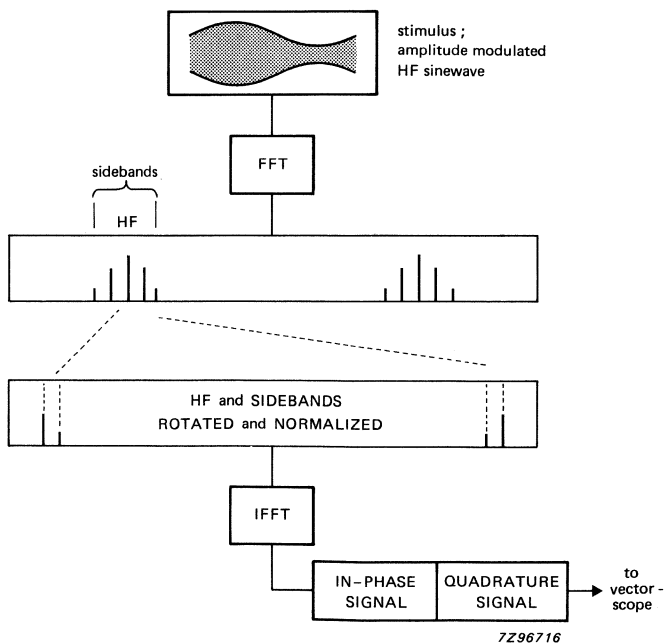 stimulus ;
amplitude modulated
HF sinewave
FFT
sidebands
HF
HF and SIDEBANDS
ROTATED and NORMALIZED
IFFT
IN-PHASE
SIGNAL
QUADRATURE
SIGNAL
to
vector-
scope
7Z96716